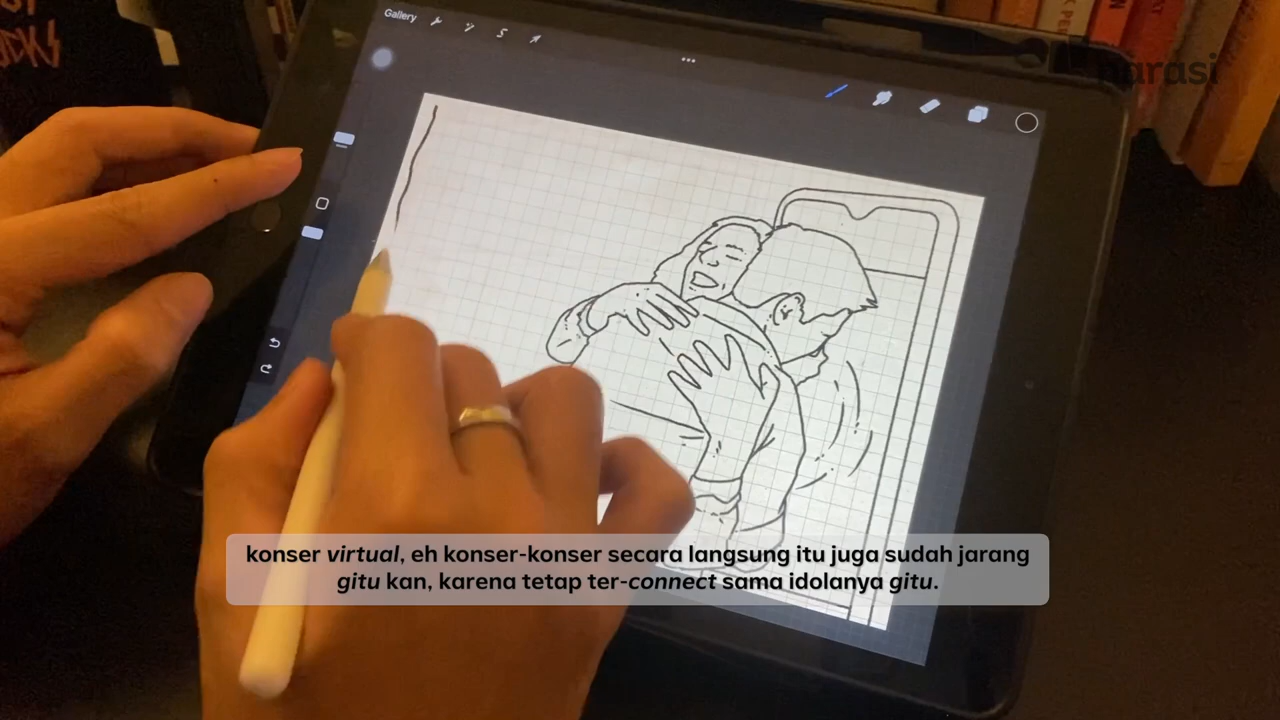 Gallery
narasi
konser virtual, eh konser-konser secara langsung itu juga sudah jarang
gitu kan, karena tetap ter-connect sama idolanya gitu.